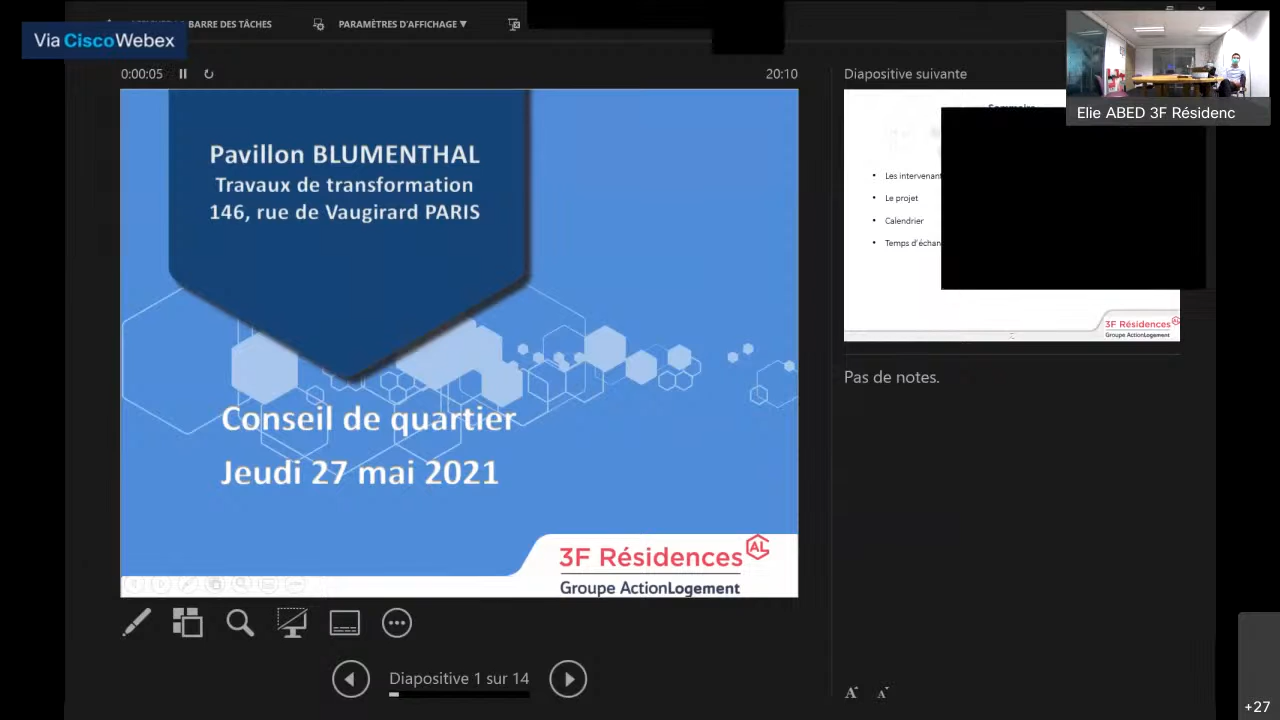 BARRE DES TÂCHES
PARAMÈTRES D'AFFICHAGE ▼
Via CiscoWebex
0:00:05
20:10
Diapositive suivante
Elie ABED 3F Résidenc
Pavillon BLUMENTHAL
Travaux de transformation
146, rue de Vaugirard PARIS
Conseil de quartier
Jeudi 27 mai 2021
3F Résidences
AL
Groupe ActionLogement
Sommaire
• Les intervenant
• Le projet
• Calendrier
• Temps d'échan
3F Résidences
Groupe ActionLogement
Pas de notes.
Diapositive 1 sur 14
A
A
+27